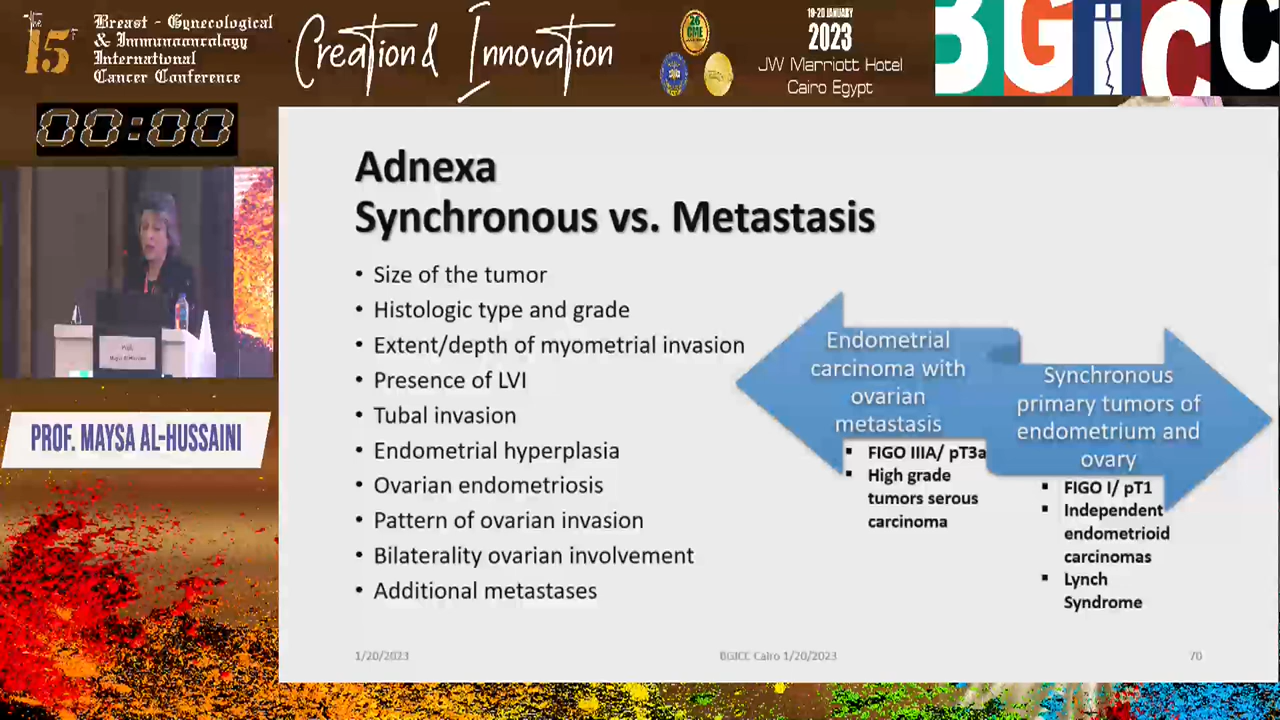 The
15
Breast - Gynecological
& Immunooncology
International
Cancer Conference
Creation & Innovation
26
CME
19-20 JANUARY
2023
JW Marriott Hotel
Cairo Egypt
BGICC
00:00
PROF. MAYSA AL-HUSSAINI
Adnexa
Synchronous vs. Metastasis
• Size of the tumor
• Histologic type and grade
• Extent/depth of myometrial invasion
• Presence of LVI
• Tubal invasion
• Endometrial hyperplasia
• Ovarian endometriosis
• Pattern of ovarian invasion
• Bilaterality ovarian involvement
• Additional metastases
Endometrial
carcinoma with
ovarian
metastasis
▪ FIGO IIIA/ pT3a
▪ High grade
tumors serous
carcinoma
Synchronous
primary tumors of
endometrium and
ovary
▪ FIGO I/ pT1
▪ Independent
endometrioid
carcinomas
▪ Lynch
Syndrome
1/20/2023
BGICC Cairo 1/20/2023
70